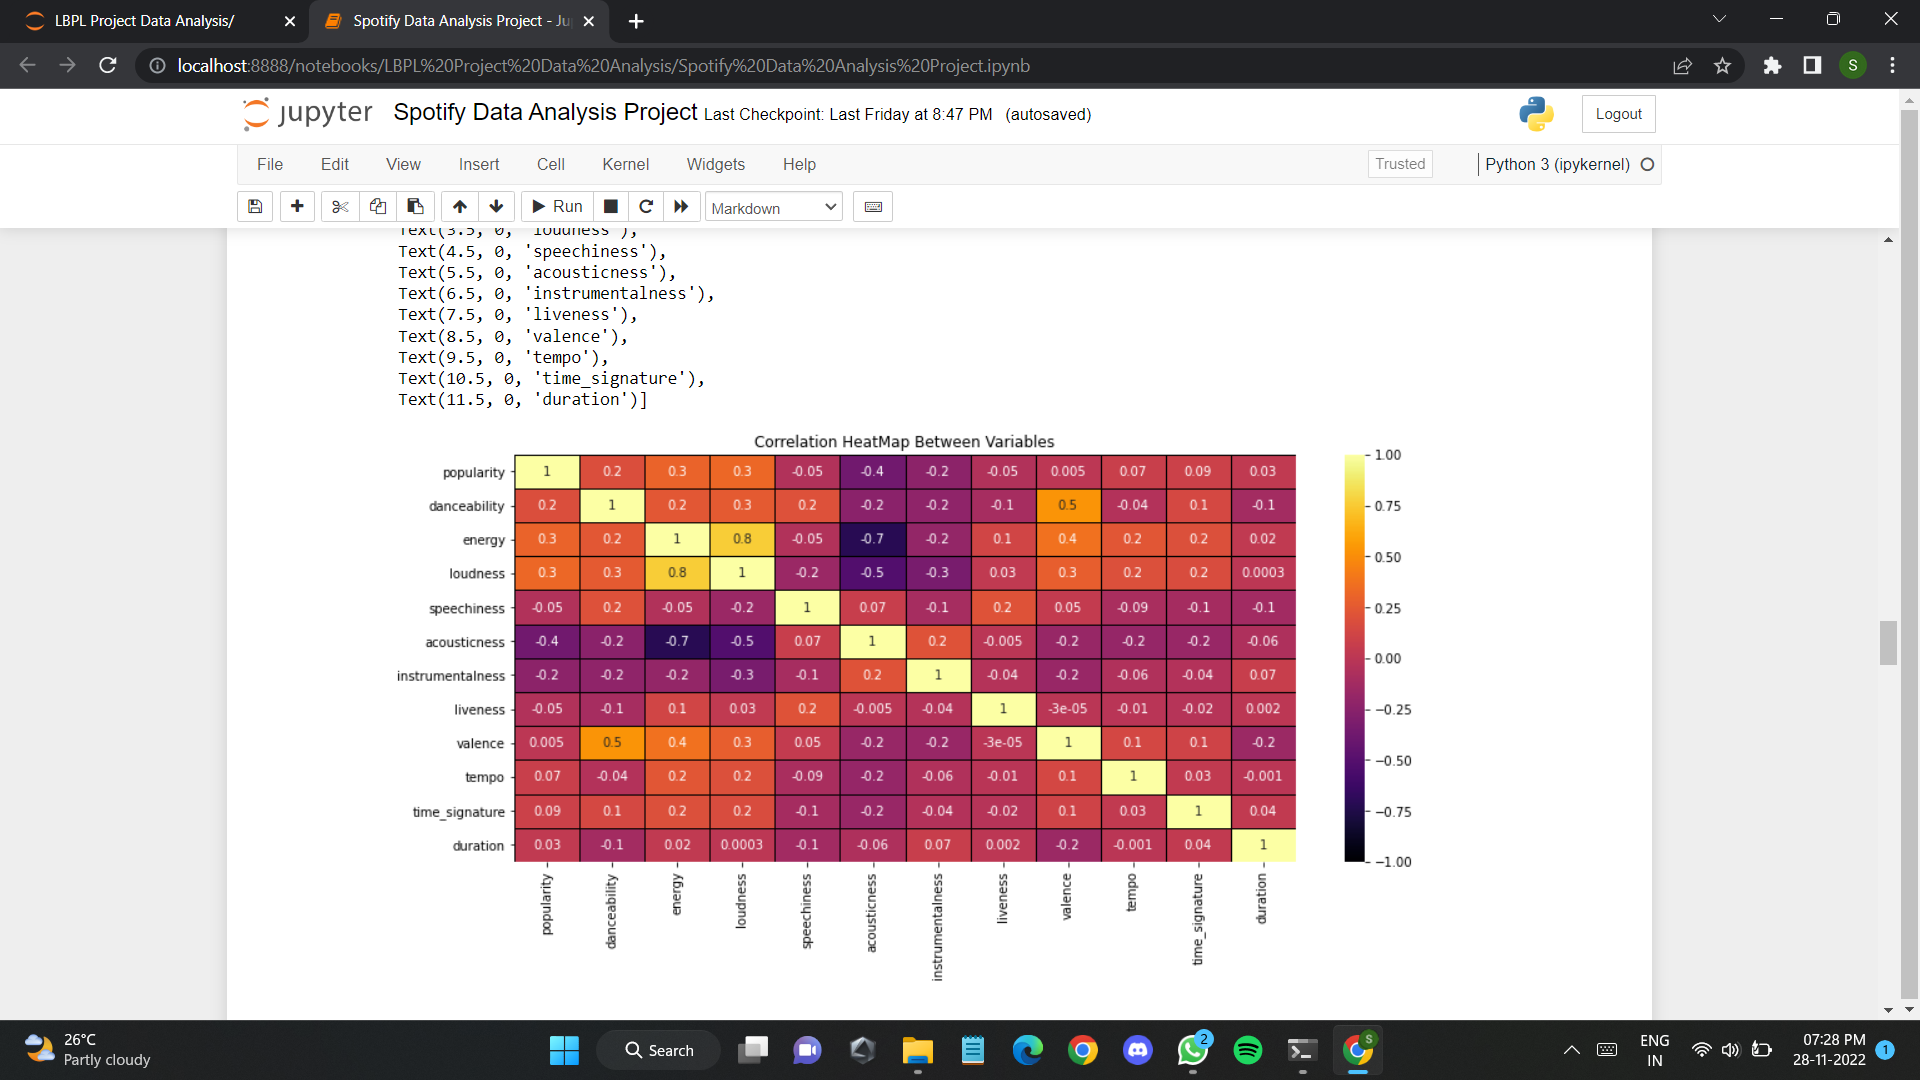 LBPL Project Data Analysis/
Spotify Data Analysis Project - Ju
localhost:8888/notebooks/LBPL%20Project%20Data%20Analysis/Spotify%20Data%20Analysis%20Project.ipynb
S
jupyter Spotify Data Analysis Project Last Checkpoint: Last Friday at 8:47 PM (autosaved)
Logout
File Edit View Insert Cell Kernel Widgets Help
Trusted
Python 3 (ipykernel)
Run
Markdown
Text(3.5, 0, 'loudness'),
Text(4.5, 0, 'speechiness'),
Text(5.5, 0, 'acousticness'),
Text(6.5, 0, 'instrumentalness'),
Text(7.5, 0, 'liveness'),
Text(8.5, 0, 'valence'),
Text(9.5, 0, 'tempo'),
Text(10.5, 0, 'time_signature'),
Text(11.5, 0, 'duration')]
Correlation HeatMap Between Variables
popularity 1 0.2 0.3 0.3 -0.05 -0.4 -0.2 -0.05 0.005 0.07 0.09 0.03
danceability 0.2 1 0.2 0.3 0.2 -0.2 -0.2 -0.1 0.5 -0.04 0.1 -0.1
energy 0.3 0.2 1 0.8 -0.05 -0.7 -0.2 0.1 0.4 0.2 0.2 0.02
loudness 0.3 0.3 0.8 1 -0.2 -0.5 -0.3 0.03 0.3 0.2 0.2 0.0003
speechiness -0.05 0.2 -0.05 -0.2 1 0.07 -0.1 0.2 0.05 -0.09 -0.1 -0.1
acousticness -0.4 -0.2 -0.7 -0.5 0.07 1 0.2 -0.005 -0.2 -0.2 -0.2 -0.06
instrumentalness -0.2 -0.2 -0.2 -0.3 -0.1 0.2 1 -0.04 -0.2 -0.06 -0.04 0.07
liveness -0.05 -0.1 0.1 0.03 0.2 -0.005 -0.04 1 -3e-05 -0.01 -0.02 0.002
valence 0.005 0.5 0.4 0.3 0.05 -0.2 -0.2 -3e-05 1 0.1 0.1 -0.2
tempo 0.07 -0.04 0.2 0.2 -0.09 -0.2 -0.06 -0.01 0.1 1 0.03 -0.001
time_signature 0.09 0.1 0.2 0.2 -0.1 -0.2 -0.04 -0.02 0.1 0.03 1 0.04
duration 0.03 -0.1 0.02 0.0003 -0.1 -0.06 0.07 0.002 -0.2 -0.001 0.04 1
popularity danceability energy loudness speechiness acousticness instrumentalness liveness valence tempo time_signature duration
1.00
0.75
0.50
0.25
0.00
−0.25
−0.50
−0.75
−1.00
26°C
Partly cloudy
Search
2
S
ENG
IN
07:28 PM
28-11-2022
1